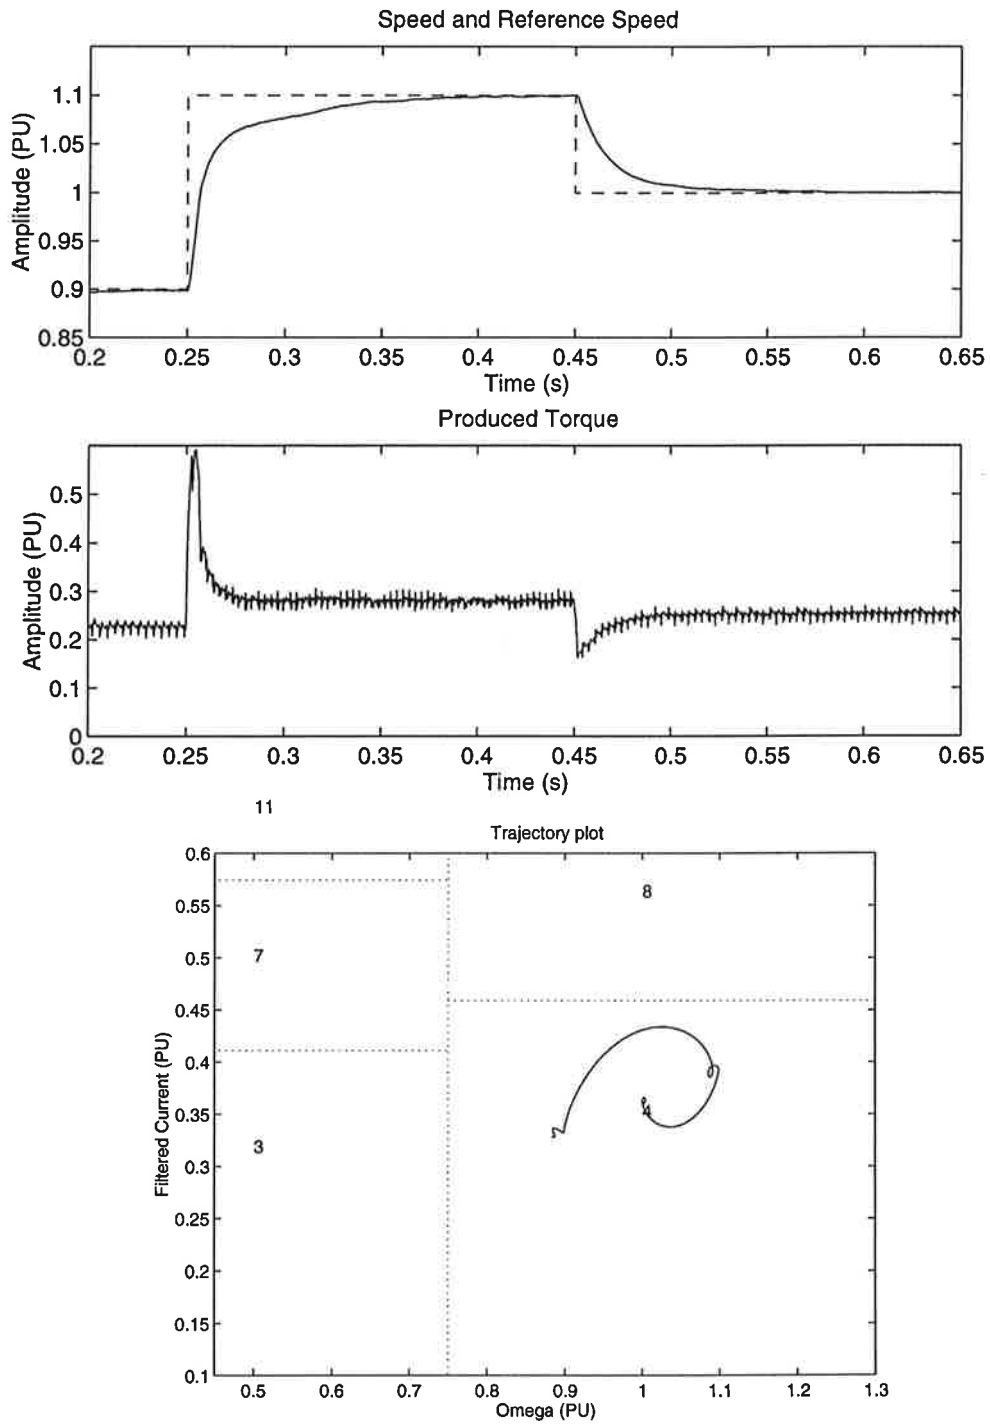 Speed and Reference Speed
Amplitude (PU)
1.1
1.05
1
0.95
0.9
0.85
0.2 0.25 0.3 0.35 0.4 0.45 0.5 0.55 0.6 0.65
Time (s)
Produced Torque
Amplitude (PU)
0.5
0.4
0.3
0.2
0.1
0
0.2 0.25 0.3 0.35 0.4 0.45 0.5 0.55 0.6 0.65
Time (s)
11
Trajectory plot
Filtered Current (PU)
0.6
0.55
0.5
0.45
0.4
0.35
0.3
0.25
0.2
0.15
0.1
8
7
4
3
0.5 0.6 0.7 0.8 0.9 1 1.1 1.2 1.3
Omega (PU)